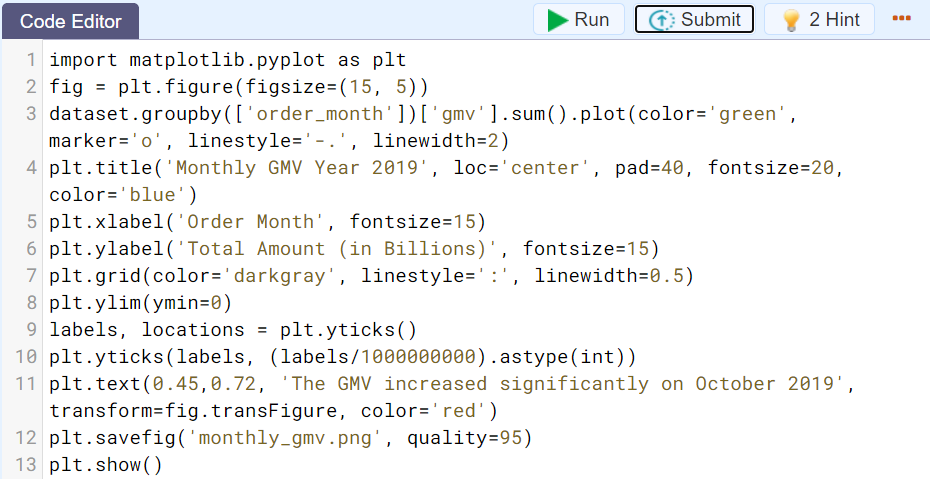 Code Editor
Run
Submit
2 Hint
1 import matplotlib.pyplot as plt
2 fig = plt.figure(figsize=(15, 5))
3 dataset.groupby(['order_month'])['gmv'].sum().plot(color='green',
marker='o', linestyle='-.', linewidth=2)
4 plt.title('Monthly GMV Year 2019', loc='center', pad=40, fontsize=20,
color='blue')
5 plt.xlabel('Order Month', fontsize=15)
6 plt.ylabel('Total Amount (in Billions)', fontsize=15)
7 plt.grid(color='darkgray', linestyle=':', linewidth=0.5)
8 plt.ylim(ymin=0)
9 labels, locations = plt.yticks()
10 plt.yticks(labels, (labels/1000000000).astype(int))
11 plt.text(0.45,0.72, 'The GMV increased significantly on October 2019',
transform=fig.transFigure, color='red')
12 plt.savefig('monthly_gmv.png', quality=95)
13 plt.show()